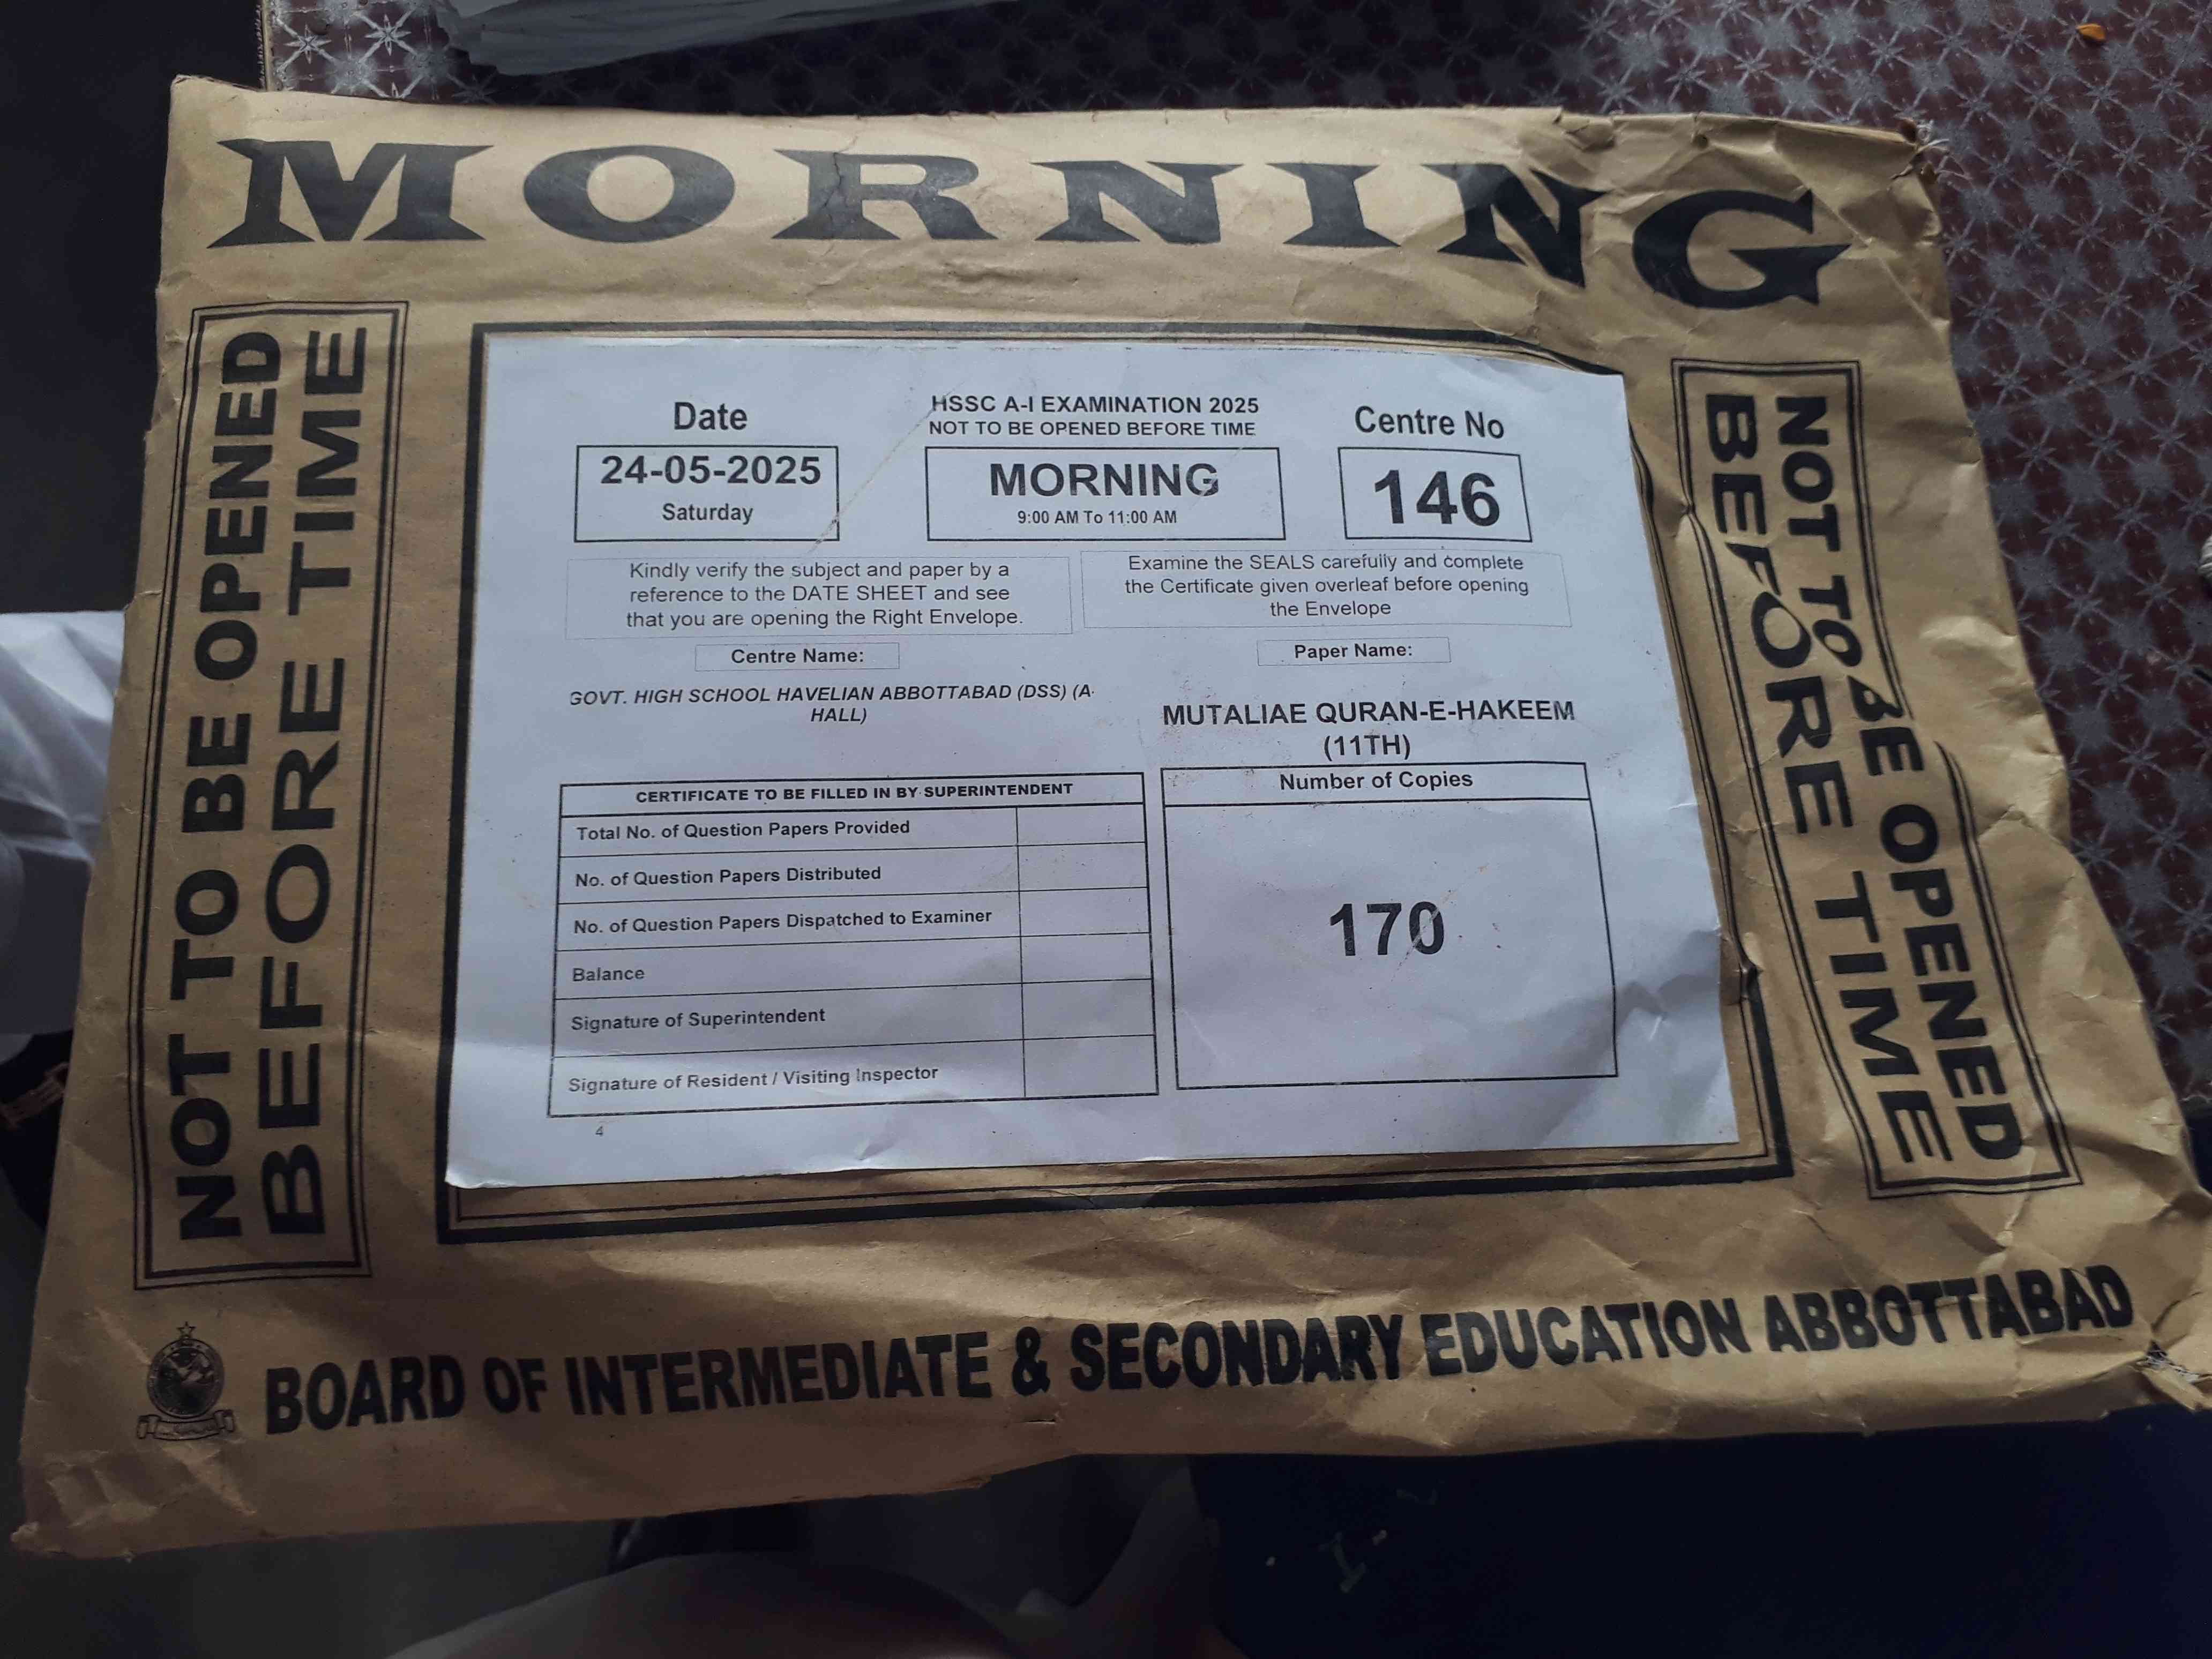 MORNING
NOT TO BE OPENED
BEFORE TIME
Date
24-05-2025
Saturday
HSSC A-I EXAMINATION 2025
NOT TO BE OPENED BEFORE TIME
MORNING
9:00 AM To 11:00 AM
Centre No
146
Kindly verify the subject and paper by a
reference to the DATE SHEET and see
that you are opening the Right Envelope.
Examine the SEALS carefully and complete
the Certificate given overleaf before opening
the Envelope
Centre Name:
GOVT. HIGH SCHOOL HAVELIAN ABBOTTABAD (DSS) (A-
HALL)
Paper Name:
MUTALIAE QURAN-E-HAKEEM
(11TH)
CERTIFICATE TO BE FILLED IN BY SUPERINTENDENT
Total No. of Question Papers Provided
No. of Question Papers Distributed
No. of Question Papers Dispatched to Examiner
Balance
Signature of Superintendent
Signature of Resident / Visiting Inspector
Number of Copies
170
4
NOT TO BE OPENED
BEFORE TIME
BOARD OF INTERMEDIATE & SECONDARY EDUCATION ABBOTTABAD